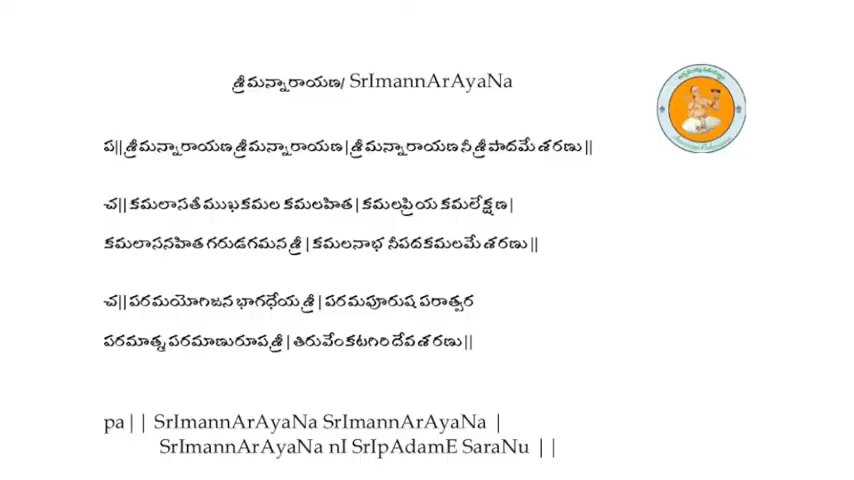 శ్రీమన్నారాయణ/ SrImannArAyaNa
ప|| శ్రీమన్నారాయణ శ్రీమన్నారాయణ | శ్రీమన్నారాయణ నీ శ్రీపాదమే శరణు ||
చ|| కమలాసతీ ముఖకమల కమలహిత | కమలప్రియ కమలేక్షణ |
కమలాసనహిత గరుడగమన శ్రీ | కమలనాభ నీపదకమలమే శరణు ||
చ|| పరమయోగిజన భాగధేయ శ్రీ | పరమపూరుష పరాత్పర
పరమాత్మ పరమాణురూప శ్రీ | తిరువేంకటగిరి దేవ శరణు ||
pa|| SrImannArAyaNa SrImannArAyaNa |
SrImannArAyaNa nI SrIpAdamE SaraNu ||